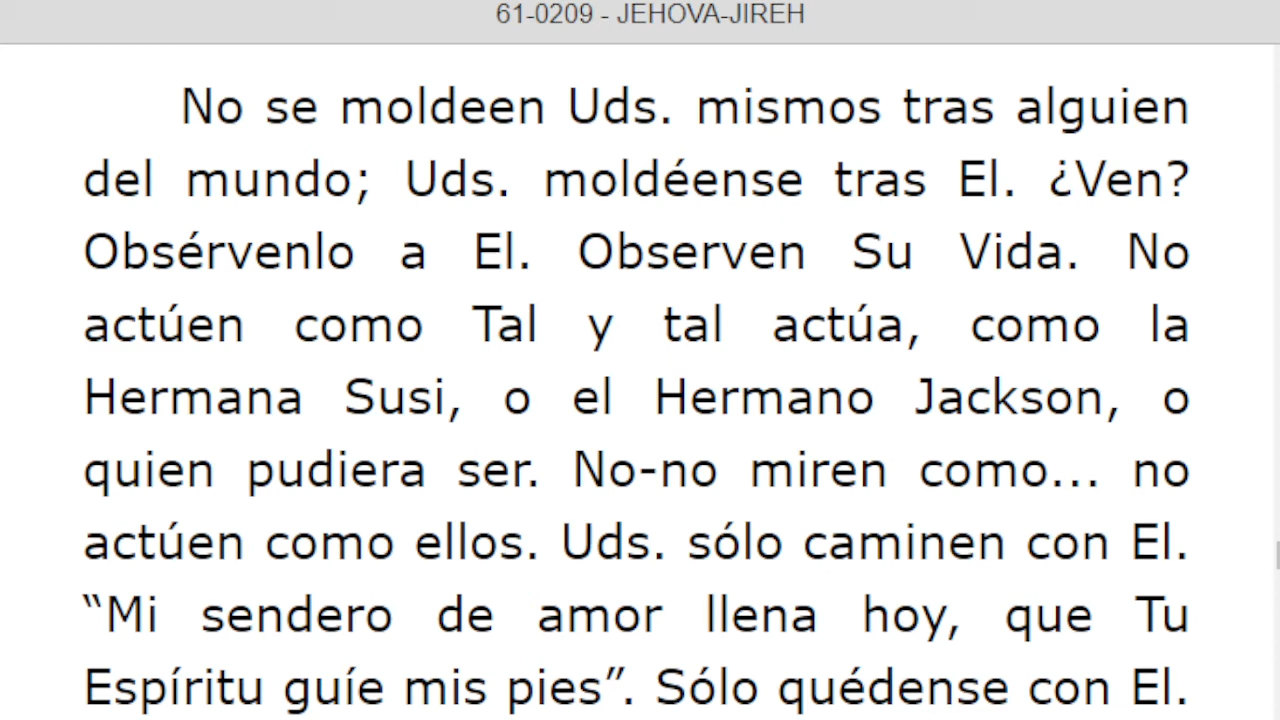 61-0209 - JEHOVA-JIREH
No se moldeen Uds. mismos tras alguien
del mundo; Uds. moldéense tras El. ¿Ven?
Obsérvenlo a El. Observen Su Vida. No
actúen como Tal y tal actúa, como la
Hermana Susi, o el Hermano Jackson, o
quien pudiera ser. No-no miren como... no
actúen como ellos. Uds. sólo caminen con El.
“Mi sendero de amor llena hoy, que Tu
Espíritu guíe mis pies”. Sólo quédense con El.